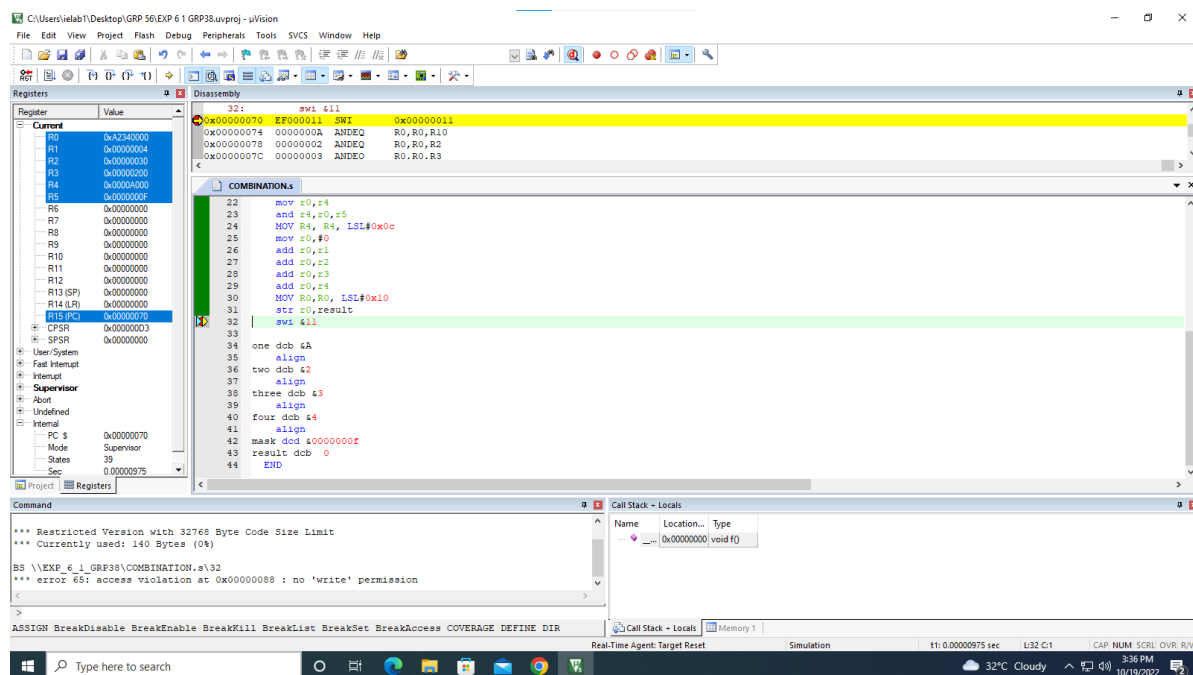 C:\Users\ielab1\Desktop\GRP 56\EXP 6 1 GRP38.uvproj - µVision
File Edit View Project Flash Debug Peripherals Tools SVCS Window Help
Registers
Register Value
Current
R0 0xA2340000
R1 0x00000004
R2 0x00000030
R3 0x00000200
R4 0x0000A000
R5 0x0000000F
R6 0x00000000
R7 0x00000000
R8 0x00000000
R9 0x00000000
R10 0x00000000
R11 0x00000000
R12 0x00000000
R13 (SP) 0x00000000
R14 (LR) 0x00000000
R15 (PC) 0x00000070
CPSR 0x000000D3
SPSR 0x00000000
User/System
Fast Interrupt
Interrupt
Supervisor
Abort
Undefined
Internal
PC $ 0x00000070
Mode Supervisor
States 39
Sec 0.00000975
Project Registers
Disassembly
32: swi &11
0x00000070 EF000011 SWI 0x00000011
0x00000074 0000000A ANDEQ R0,R0,R10
0x00000078 00000002 ANDEQ R0,R0,R2
0x0000007C 00000003 ANDEQ R0,R0,R3
COMBINATION.s
22 mov r0,r4
23 and r4,r0,r5
24 MOV R4, R4, LSL#0x0c
25 mov r0,#0
26 add r0,r1
27 add r0,r2
28 add r0,r3
29 add r0,r4
30 MOV R0,R0, LSL#0x10
31 str r0,result
32 swi &11
33
34 one dcb &A
35 align
36 two dcb &2
37 align
38 three dcb &3
39 align
40 four dcb &4
41 align
42 mask dcd &0000000f
43 result dcb 0
44 END
Command
*** Restricted Version with 32768 Byte Code Size Limit
*** Currently used: 140 Bytes (0%)
BS \\EXP_6_1_GRP38\COMBINATION.s\32
*** error 65: access violation at 0x00000088 : no 'write' permission
>
ASSIGN BreakDisable BreakEnable BreakKill BreakList BreakSet BreakAccess COVERAGE DEFINE DIR
Call Stack + Locals
Name Location... Type
__... 0x00000000 void f()
Call Stack + Locals Memory 1
Real-Time Agent: Target Reset Simulation t1: 0.00000975 sec L:32 C:1 CAP NUM SCRL OVR R/W
Type here to search
32°C Cloudy
3:36 PM
10/19/2022